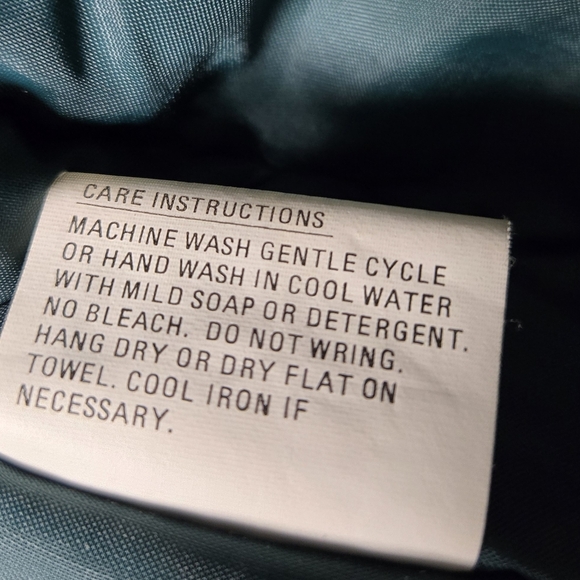 CARE INSTRUCTIONS
MACHINE WASH GENTLE CYCLE
OR HAND WASH IN COOL WATER
WITH MILD SOAP OR DETERGENT.
NO BLEACH. DO NOT WRING.
HANG DRY OR DRY FLAT ON
TOWEL. COOL IRON IF
NECESSARY.